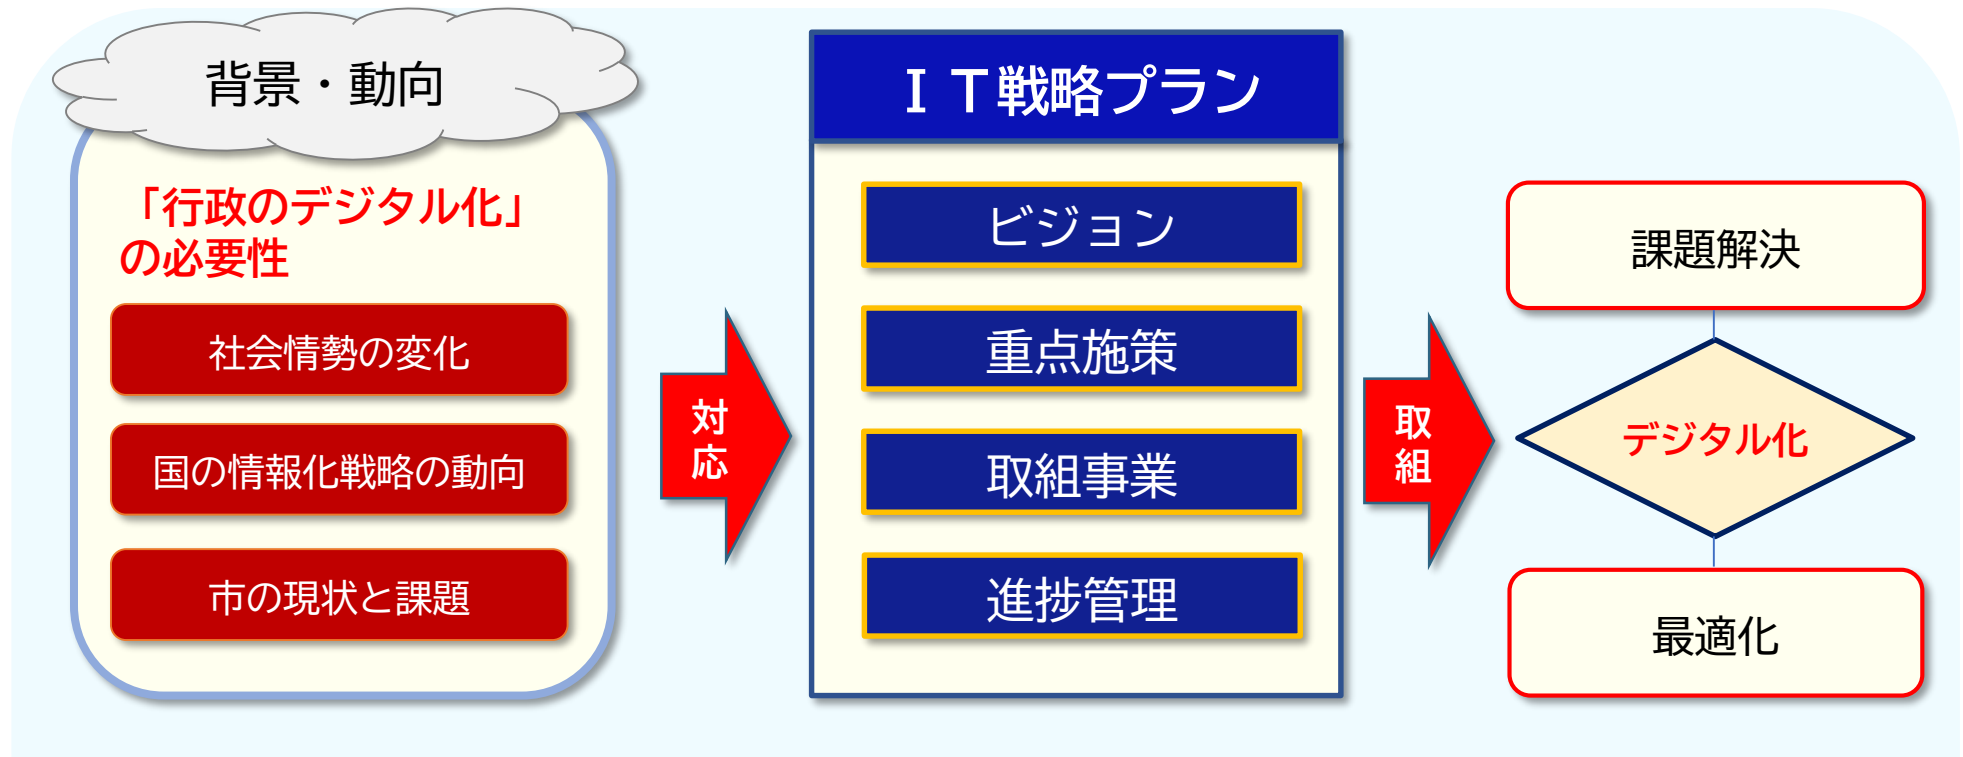 背景・動向
「行政のデジタル化」
の必要性
社会情勢の変化
国の情報化戦略の動向
市の現状と課題
対
応
ＩＴ戦略プラン
ビジョン
重点施策
取組事業
進捗管理
取
組
課題解決
デジタル化
最適化